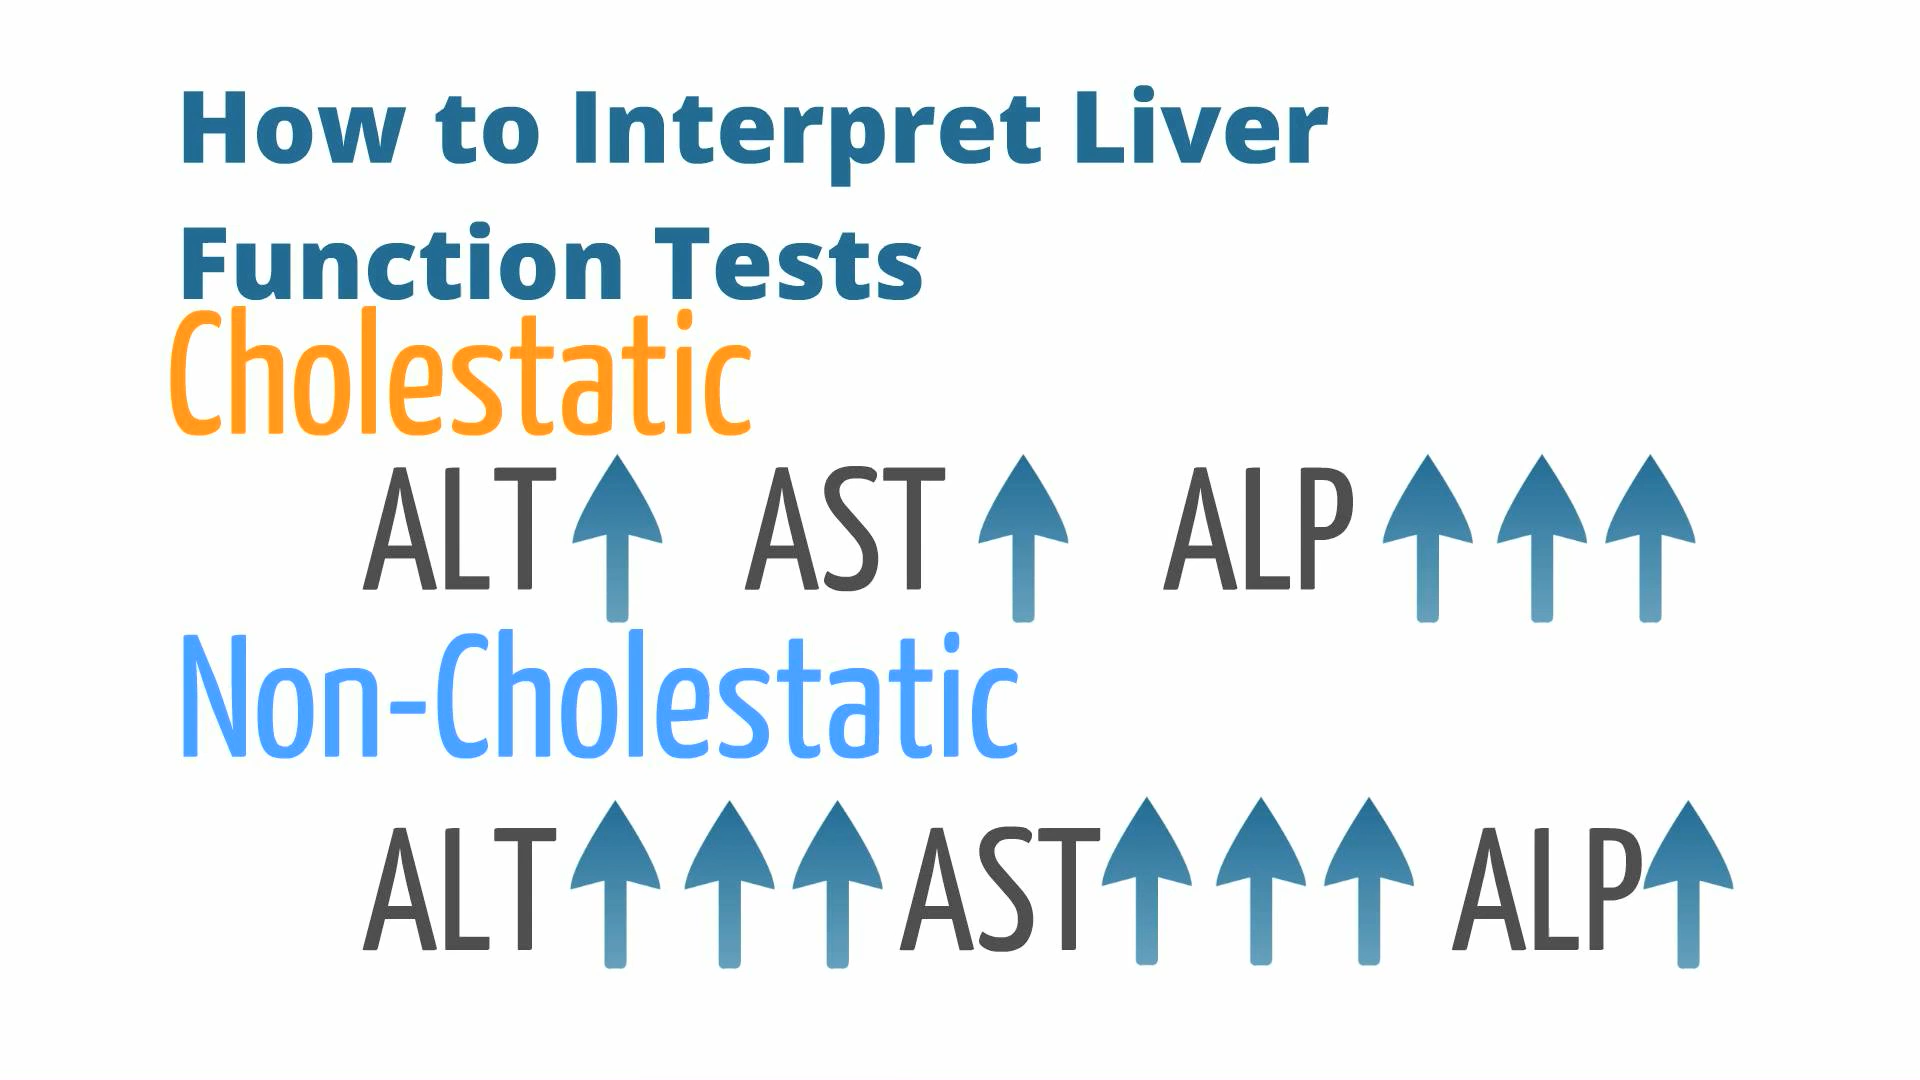 How to Interpret Liver
Function Tests
Cholestatic
ALT AST ALP
Non-Cholestatic
ALT AST ALP